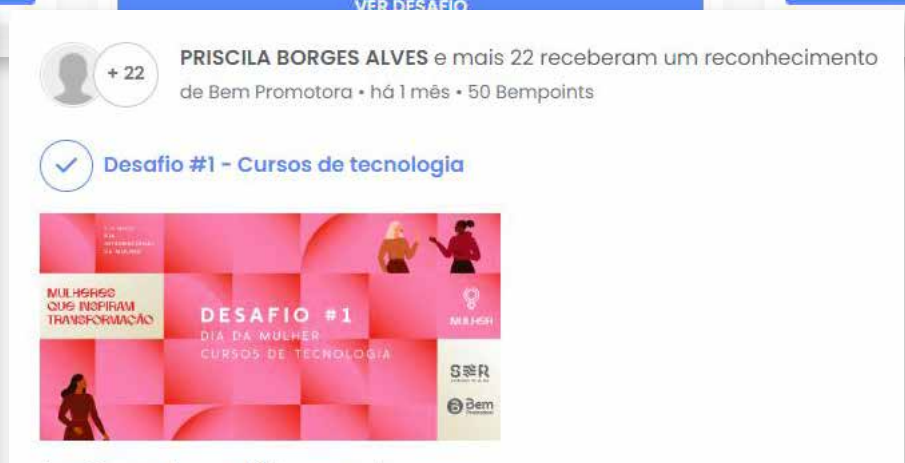 VER DESAFIO
+ 22
PRISCILA BORGES ALVES e mais 22 receberam um reconhecimento
de Bem Promotora • há 1 mês • 50 Bempoints
Desafio #1 - Cursos de tecnologia
MULHERES
QUE INSPIRAM
TRANSFORMAÇÃO
DESAFIO #1
DIA DA MULHER
CURSOS DE TECNOLOGIA
MULHER
SER
Bem